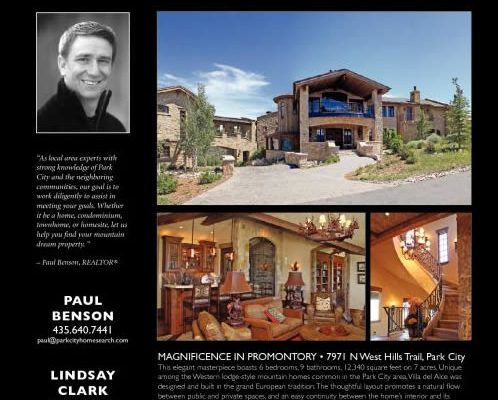 "As local area experts with
strong knowledge of Park
City and the neighboring
communities, our goal is to
work diligently to assist in
meeting your goals. Whether
it be a home, condominium,
townhome, or homesite, let us
help you find your mountain
dream property. "
– Paul Benson, REALTOR®
PAUL
BENSON
435.640.7441
paul@parkcityhomesearch.com
LINDSAY
CLARK
MAGNIFICENCE IN PROMONTORY • 7971 N West Hills Trail, Park City
This elegant masterpiece boasts 6 bedrooms, 9 bathrooms, 12,340 square feet on 7 acres. Unique
among the Western lodge-style mountain homes common in the Park City area, Villa del Alce was
designed and built in the grand European tradition. The thoughtful layout promotes a natural flow
between public and private spaces, and an easy continuity between the home's interior and its